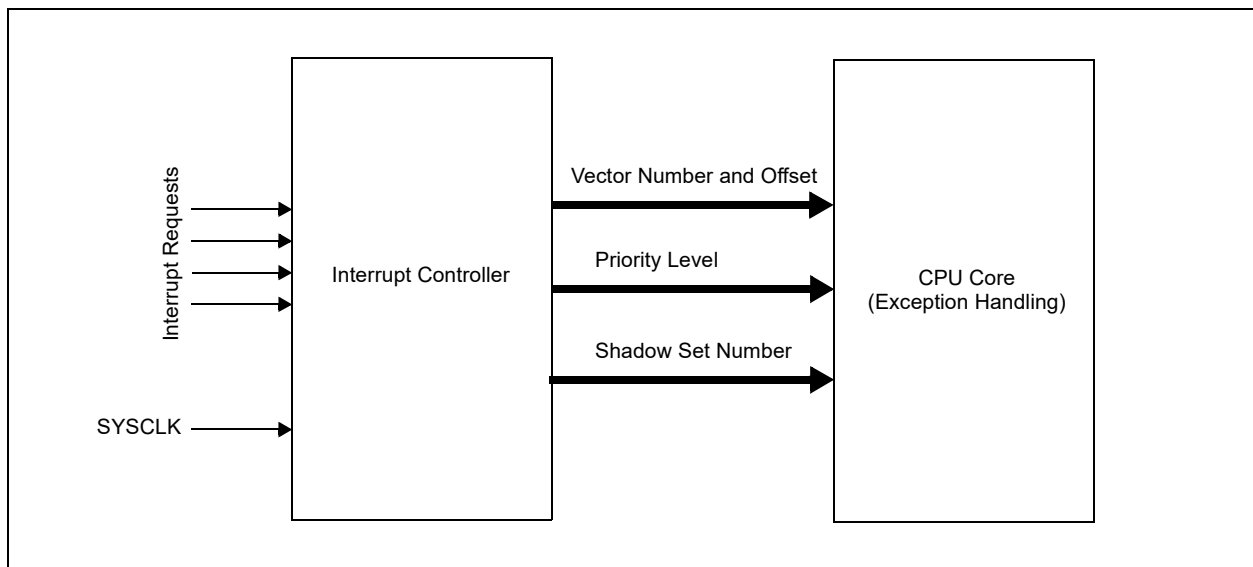 Interrupt Requests
SYSCLK
Interrupt Controller
Vector Number and Offset
Priority Level
Shadow Set Number
CPU Core
(Exception Handling)